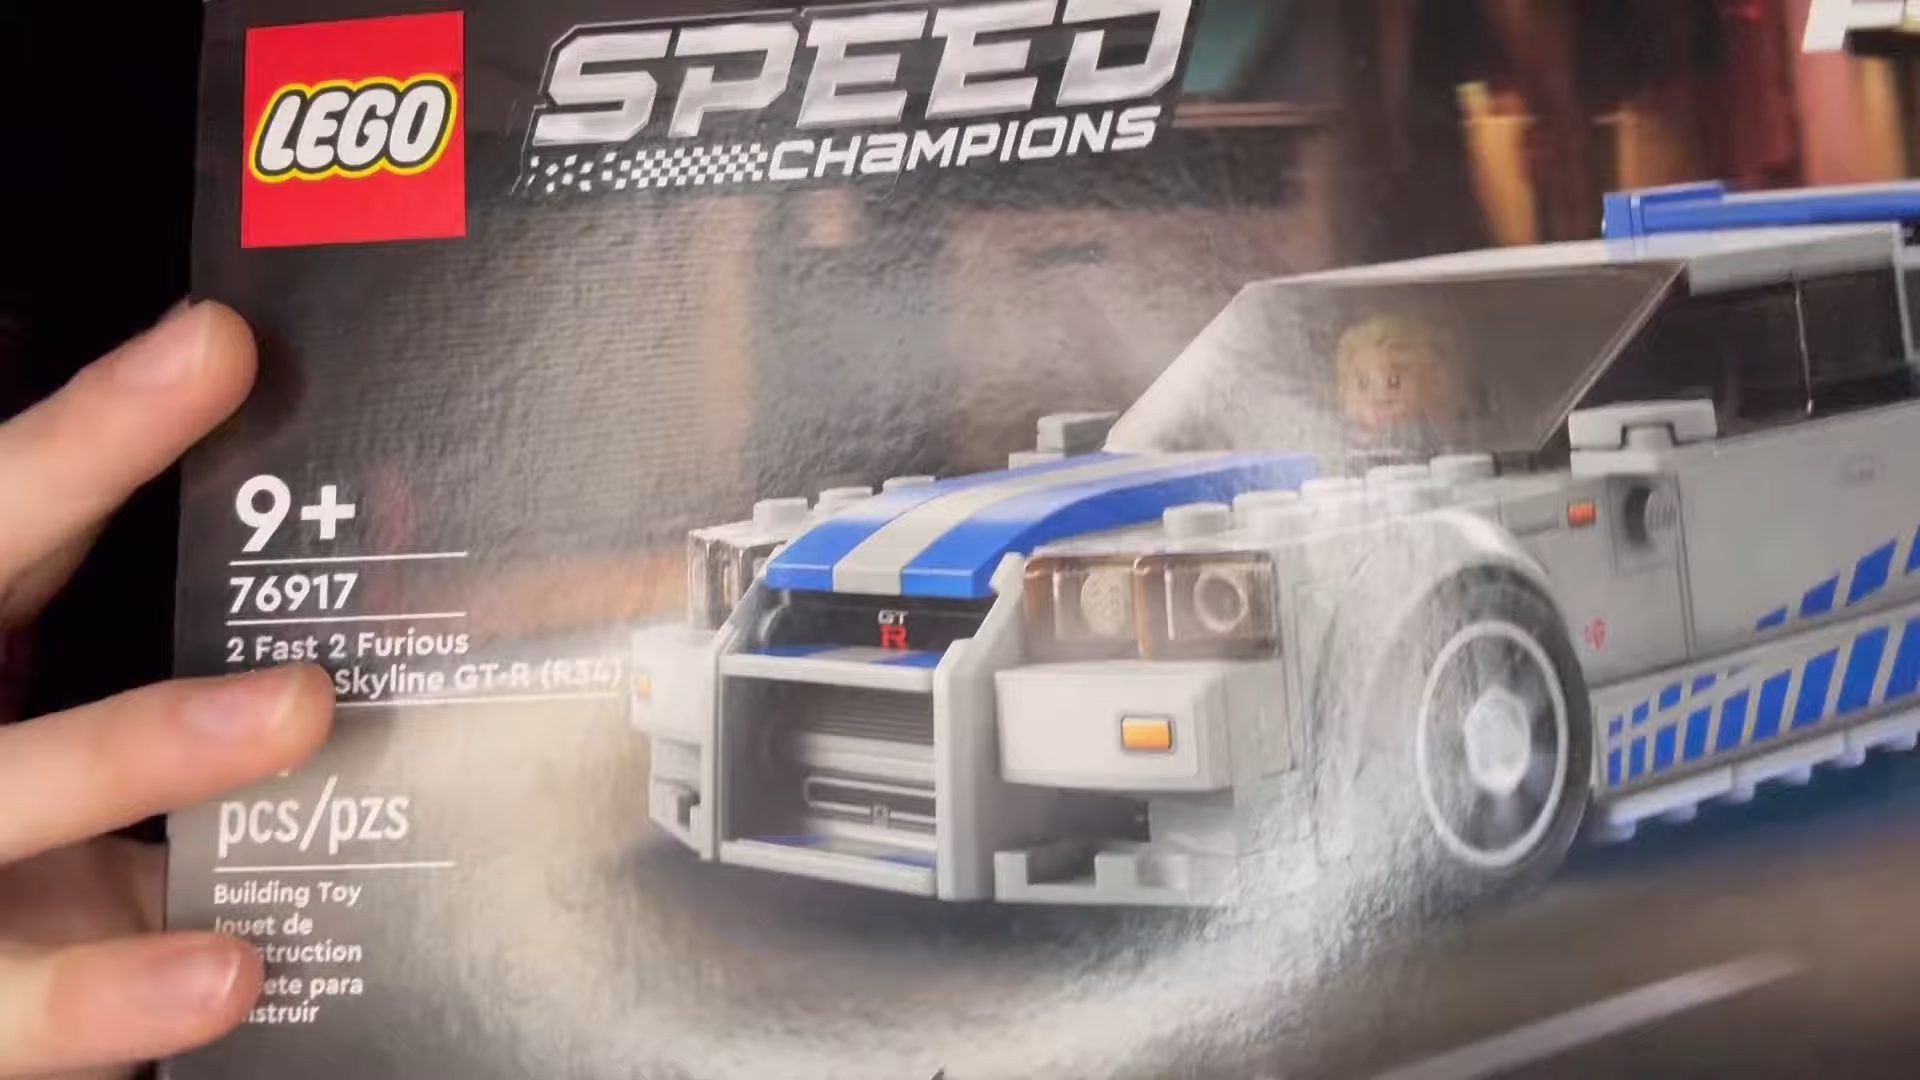 LEGO
SPEED
CHAMPIONS
9+
76917
2 Fast 2 Furious
Skyline GT-R (R34)
pcs/pzs
Building Toy
Jouet de
struction
ete para
struir
GT
R